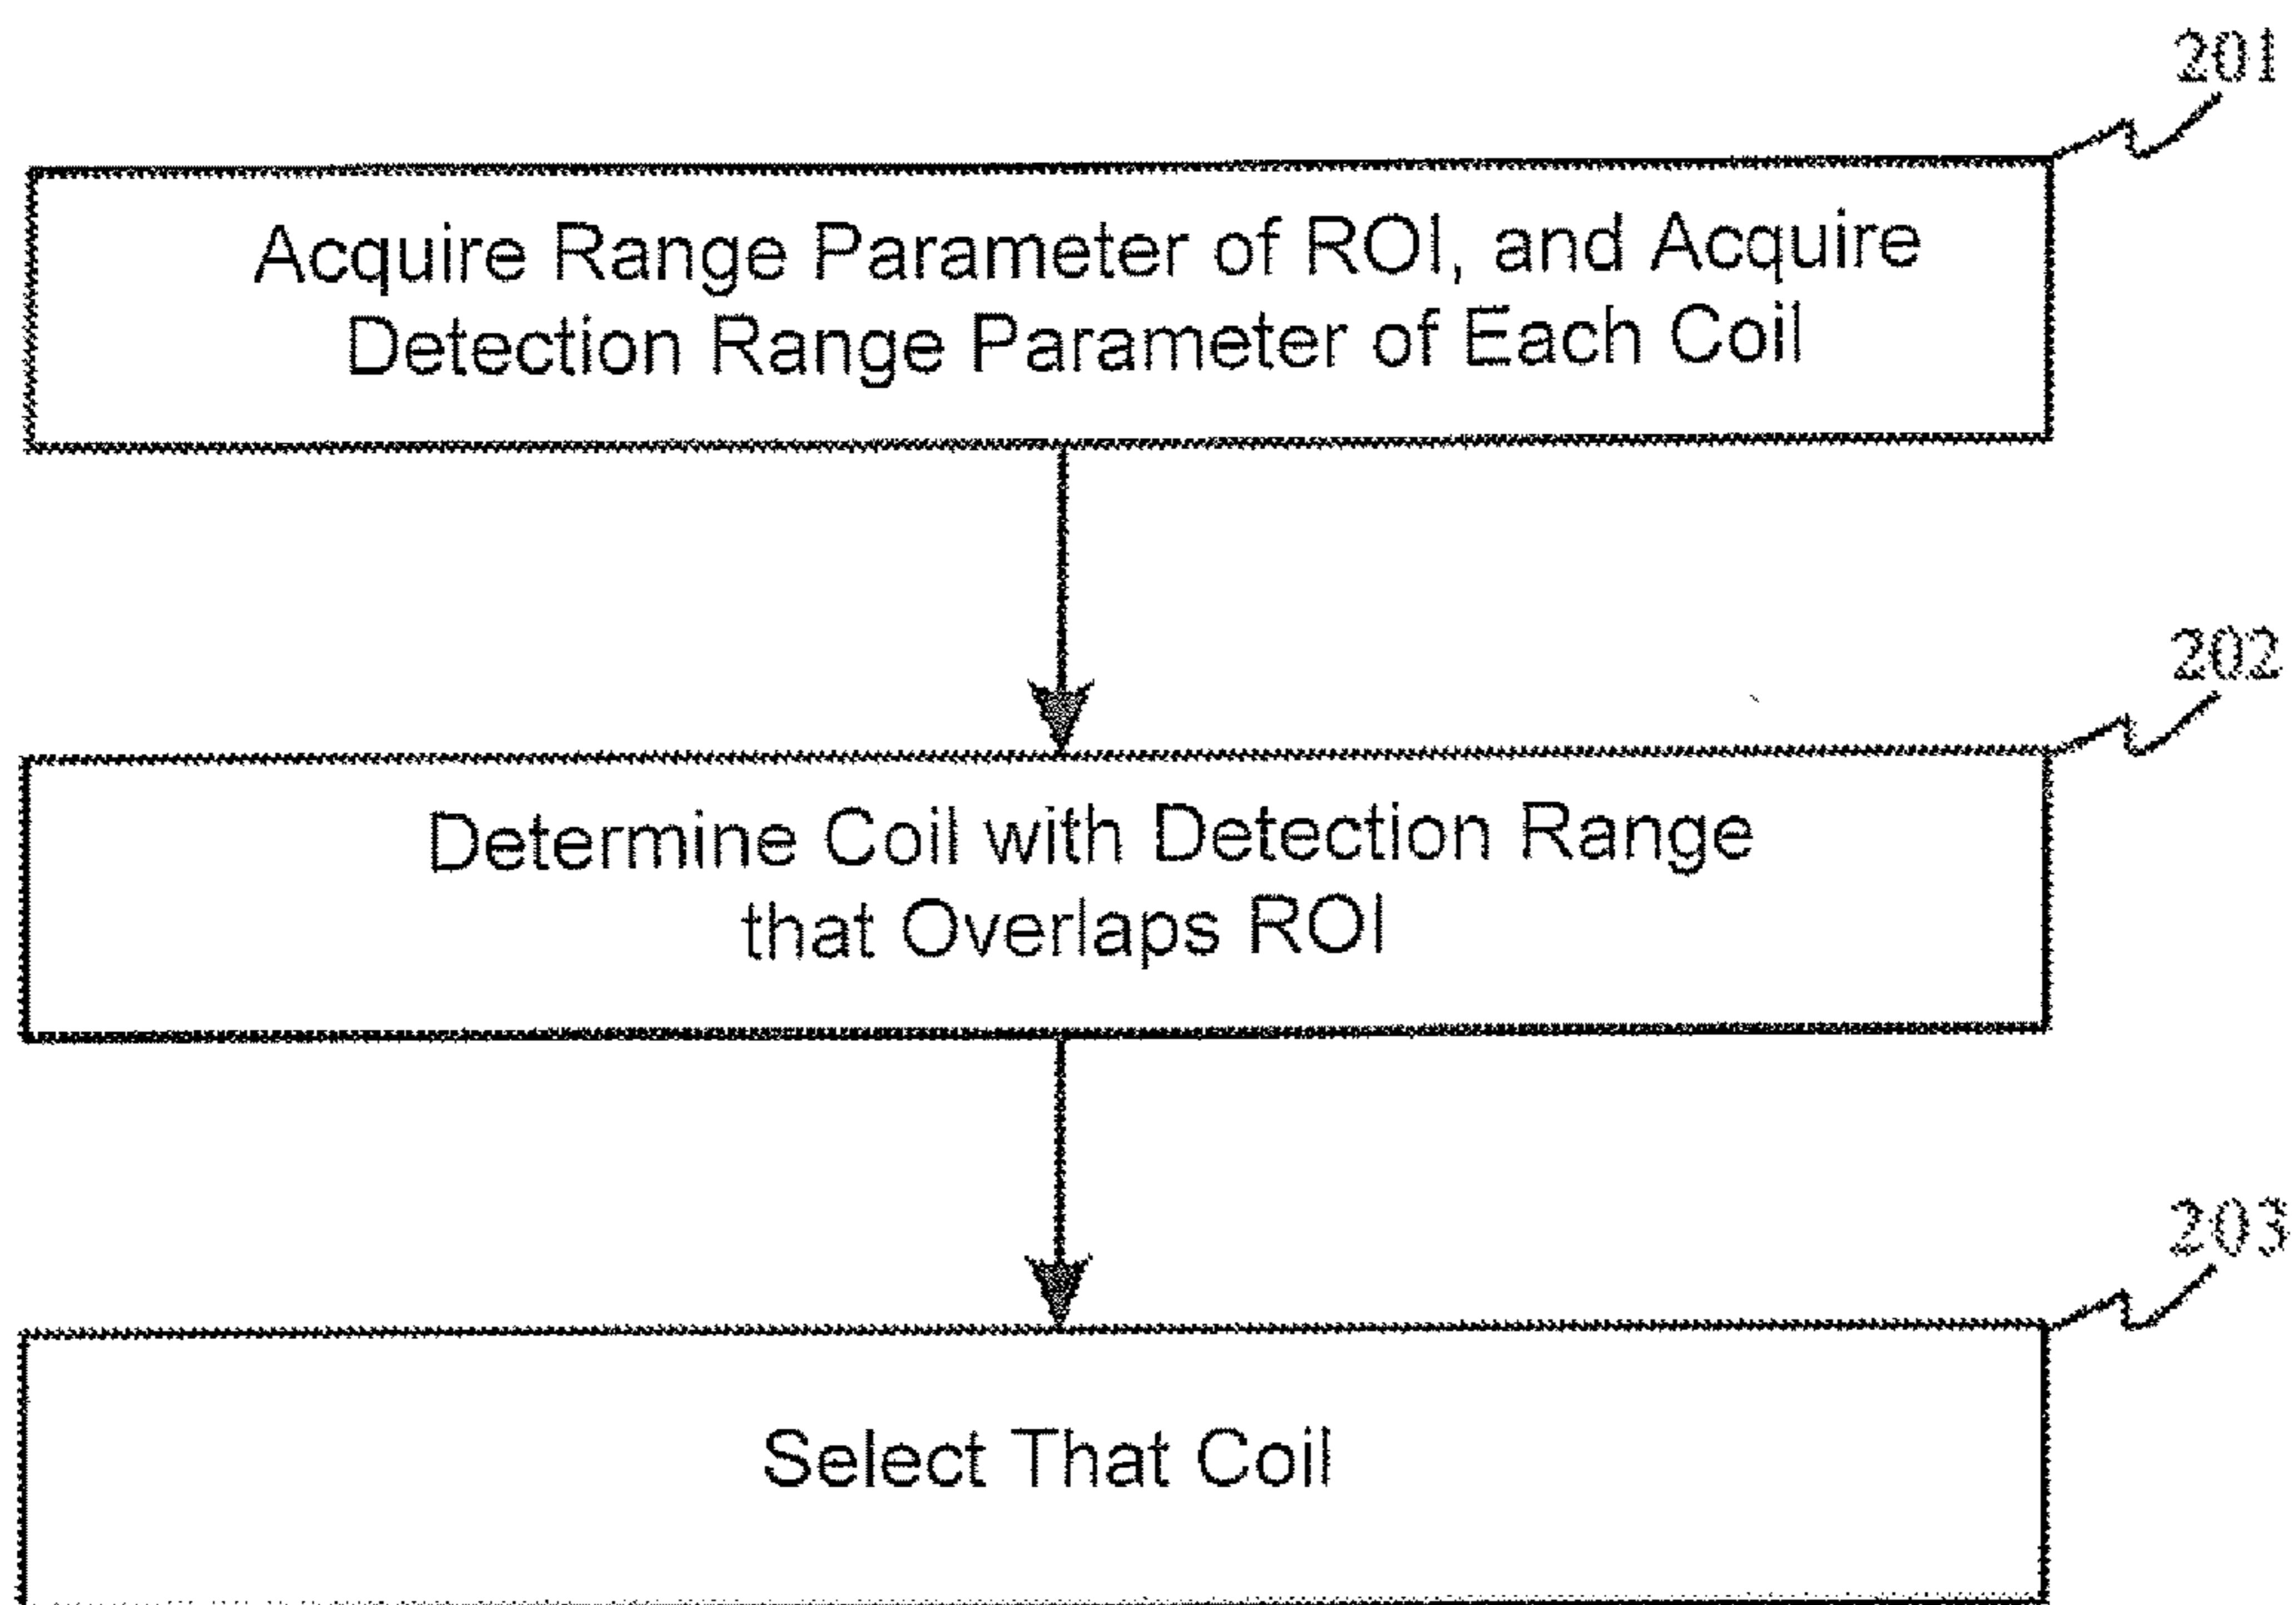 201
Acquire Range Parameter of ROI, and Acquire
Detection Range Parameter of Each Coil
202
Determine Coil with Detection Range
that Overlaps ROI
203
Select That Coil